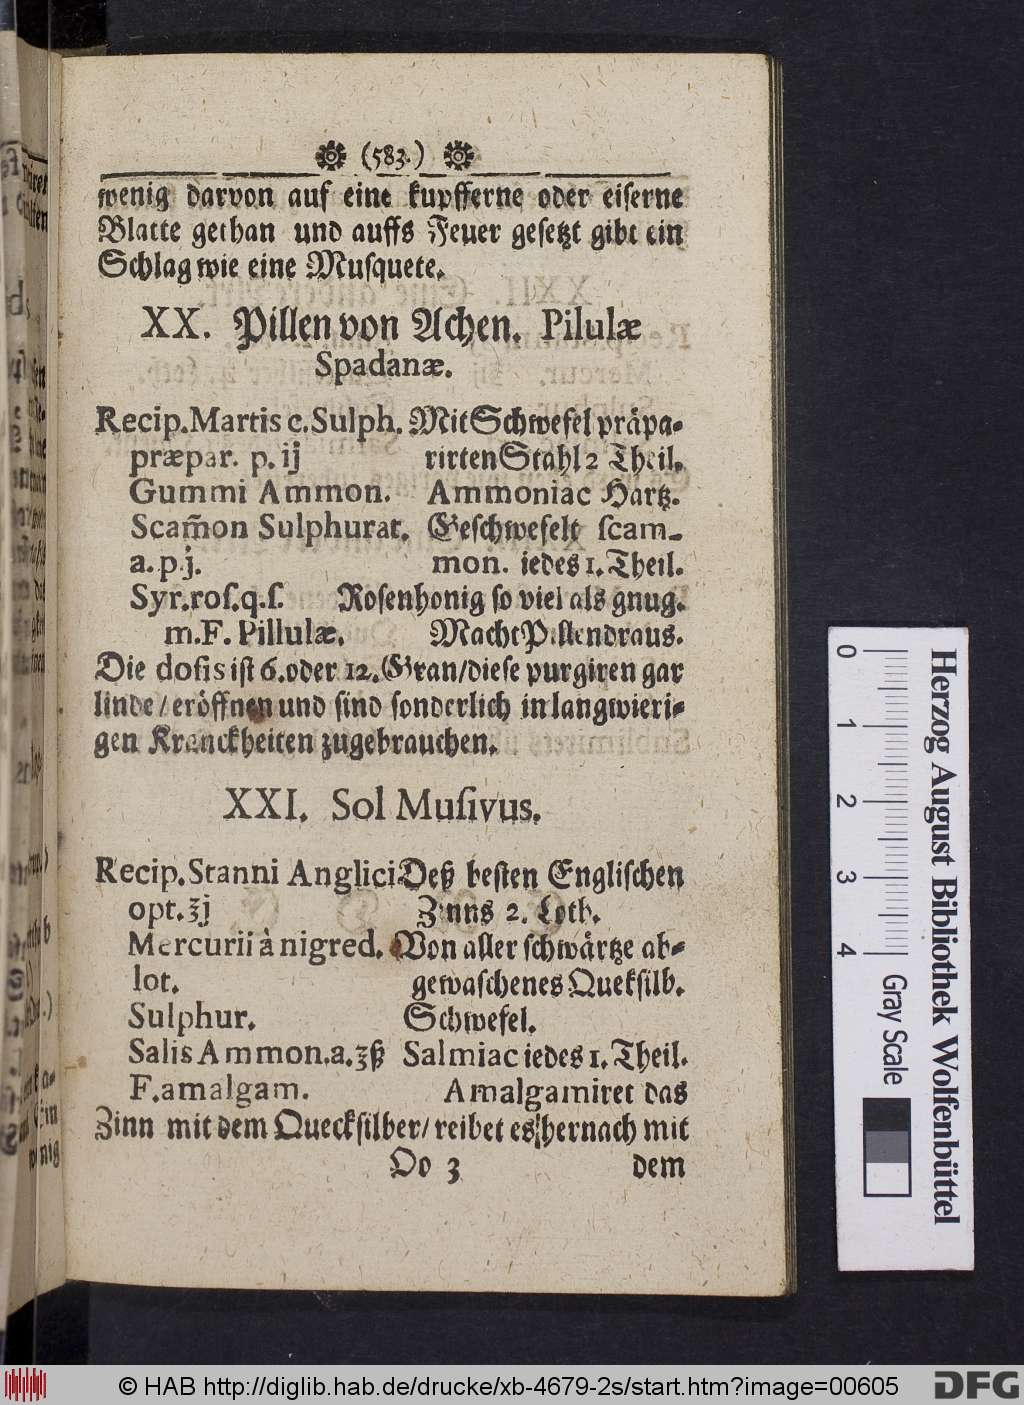 (583.)
wenig darvon auf eine kupfferne oder eiserne
Blatte gethan und auffs Feuer gesetzt gibt ein
Schlag wie eine Musquete.
XX. Pillen von Achen. Pilulæ
Spadanæ.
Recip. Martis c. Sulph. Mit Schwefel präpa-
præpar. p. ij rirten Stahl 2 Theil.
Gummi Ammon. Ammoniac Hartz.
Scam̃on Sulphurat. Geschwefelt scam-
a. p. j. mon. iedes 1. Theil.
Syr. ros. q. s. Rosenhonig so viel als gnug.
m. F. Pillulæ. Macht Pillen draus.
Die dosis ist 6. oder 12. Gran/ diese purgiren gar
linde/ eröffnen und sind sonderlich in langwieri-
gen Kranckheiten zugebrauchen.
XXI. Sol Musivus.
Recip. Stanni Anglici Deß besten Englischen
opt. ʒj Zinns 2. Loth.
Mercurii à nigred. Von aller schwärtze ab-
lot. gewaschenes Queksilb.
Sulphur. Schwefel.
Salis Ammon. a. ʒß Salmiac iedes 1. Theil.
F. amalgam. Amalgamiret das
Zinn mit dem Quecksilber/ reibet es hernach mit
Oo 3 dem
0 1 2 3 4
Herzog August Bibliothek Wolfenbüttel
Gray Scale
© HAB http://diglib.hab.de/drucke/xb-4679-2s/start.htm?image=00605
DFG